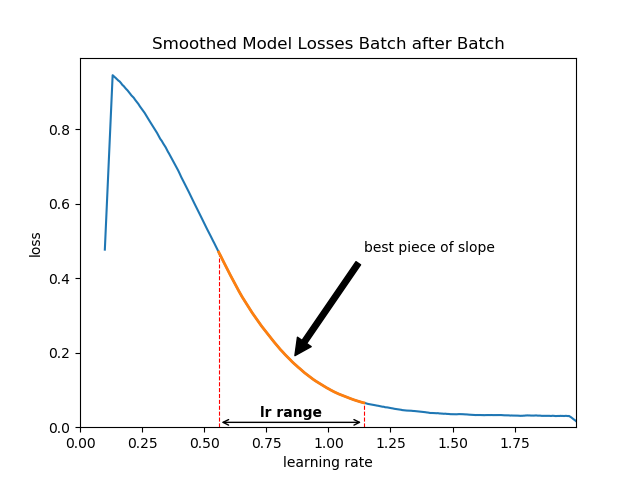 Smoothed Model Losses Batch after Batch
0.8
0.6
0.4
0.2
0.0
loss
best piece of slope
lr range
0.00 0.25 0.50 0.75 1.00 1.25 1.50 1.75
learning rate